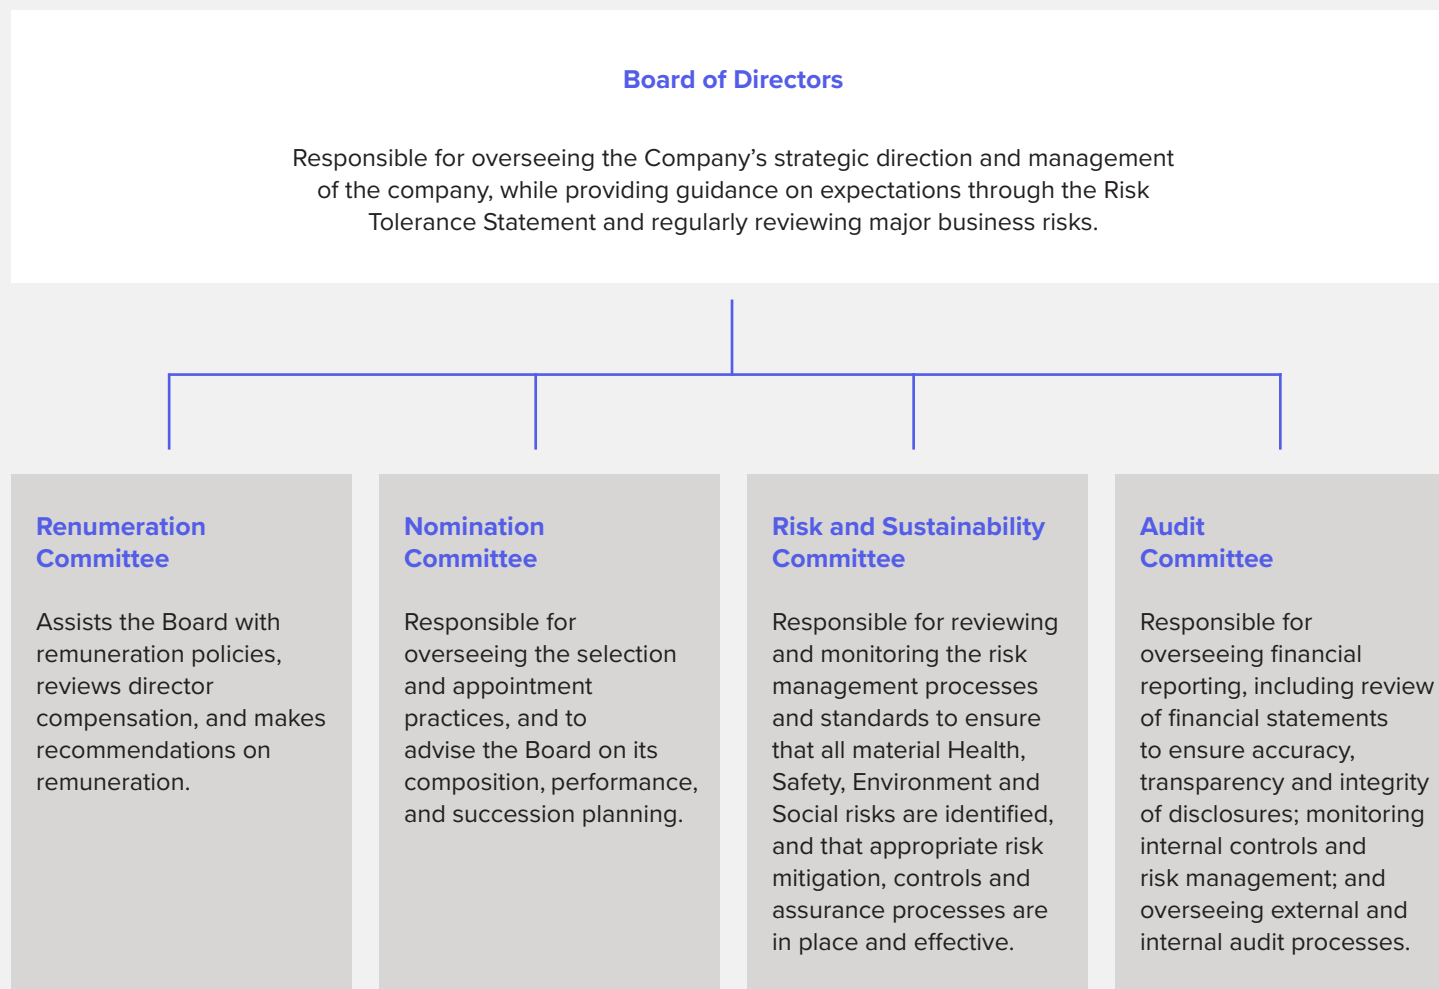 Board of Directors
Responsible for overseeing the Company’s strategic direction and management
of the company, while providing guidance on expectations through the Risk
Tolerance Statement and regularly reviewing major business risks.
Renumeration
Committee
Assists the Board with
remuneration policies,
reviews director
compensation, and makes
recommendations on
remuneration.
Nomination
Committee
Responsible for
overseeing the selection
and appointment
practices, and to
advise the Board on its
composition, performance,
and succession planning.
Risk and Sustainability
Committee
Responsible for reviewing
and monitoring the risk
management processes
and standards to ensure
that all material Health,
Safety, Environment and
Social risks are identified,
and that appropriate risk
mitigation, controls and
assurance processes are
in place and effective.
Audit
Committee
Responsible for
overseeing financial
reporting, including review
of financial statements
to ensure accuracy,
transparency and integrity
of disclosures; monitoring
internal controls and
risk management; and
overseeing external and
internal audit processes.